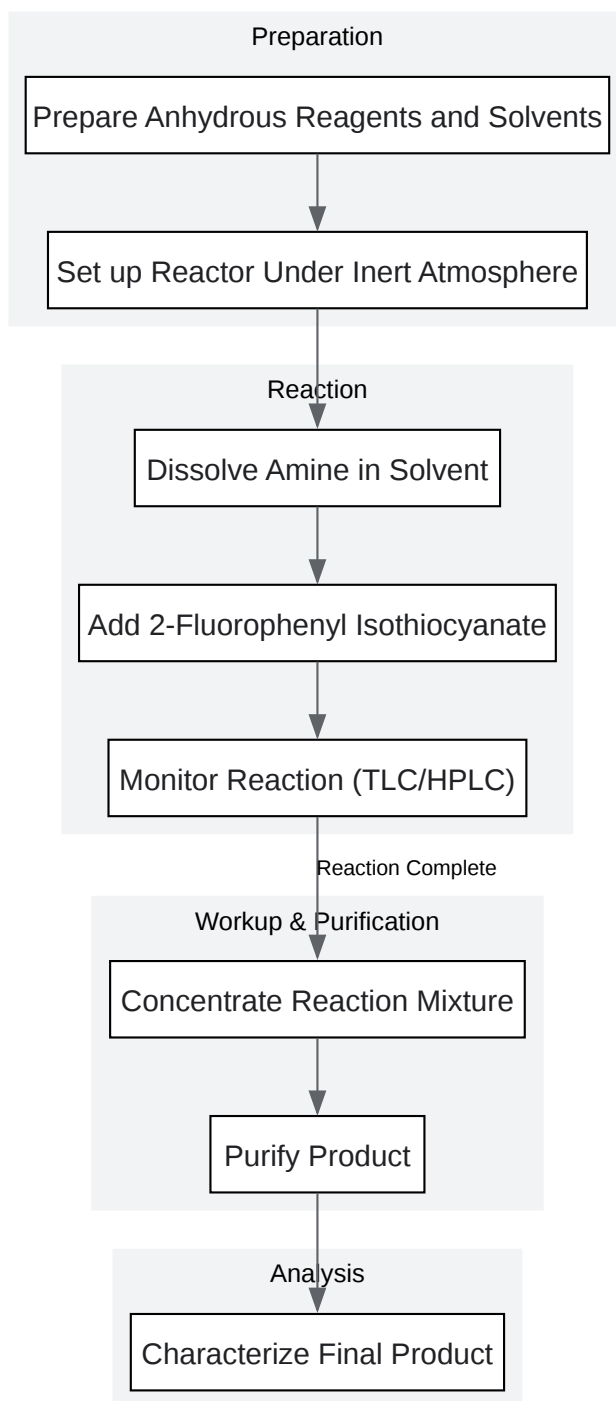 Preparation
Prepare Anhydrous Reagents and Solvents
Set up Reactor Under Inert Atmosphere
Reaction
Dissolve Amine in Solvent
Add 2-Fluorophenyl Isothiocyanate
Monitor Reaction (TLC/HPLC)
Reaction Complete
Workup & Purification
Concentrate Reaction Mixture
Purify Product
Analysis
Characterize Final Product